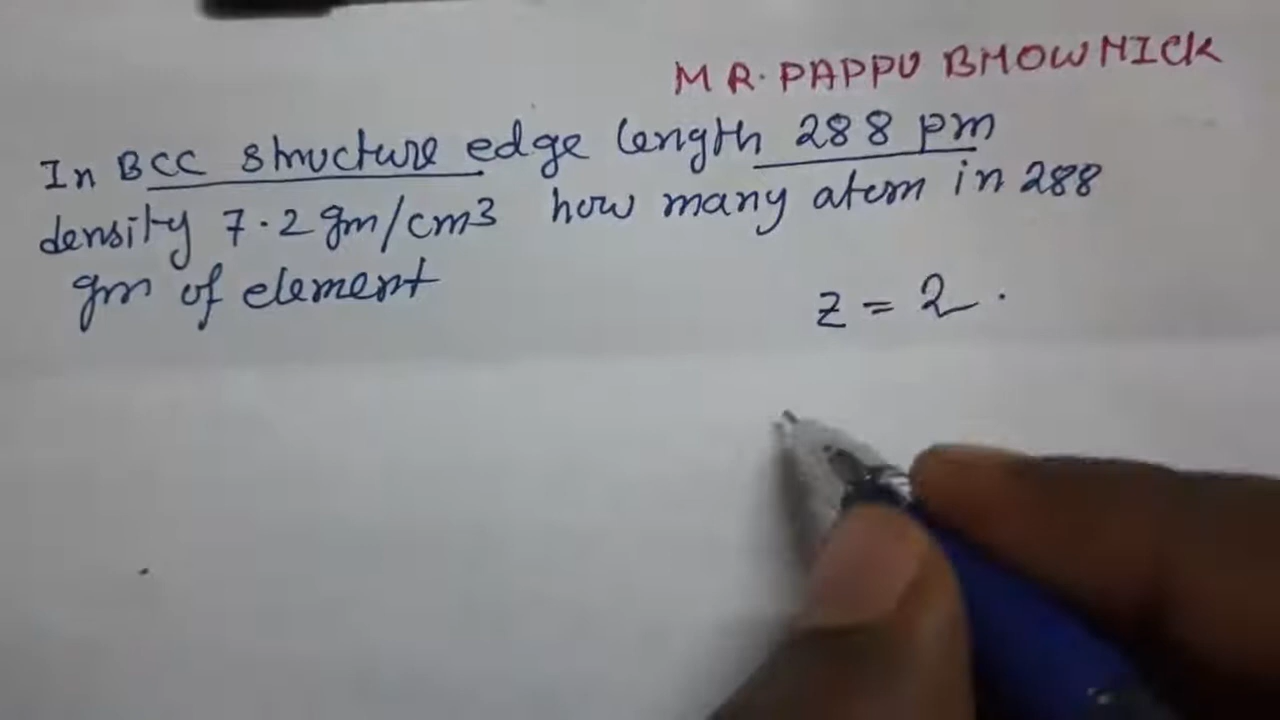 MR. PAPPU BHOWMICK
In BCC structure edge length 288 pm
density 7.2 gm/cm3 how many atom in 288
gm of element
z = 2.